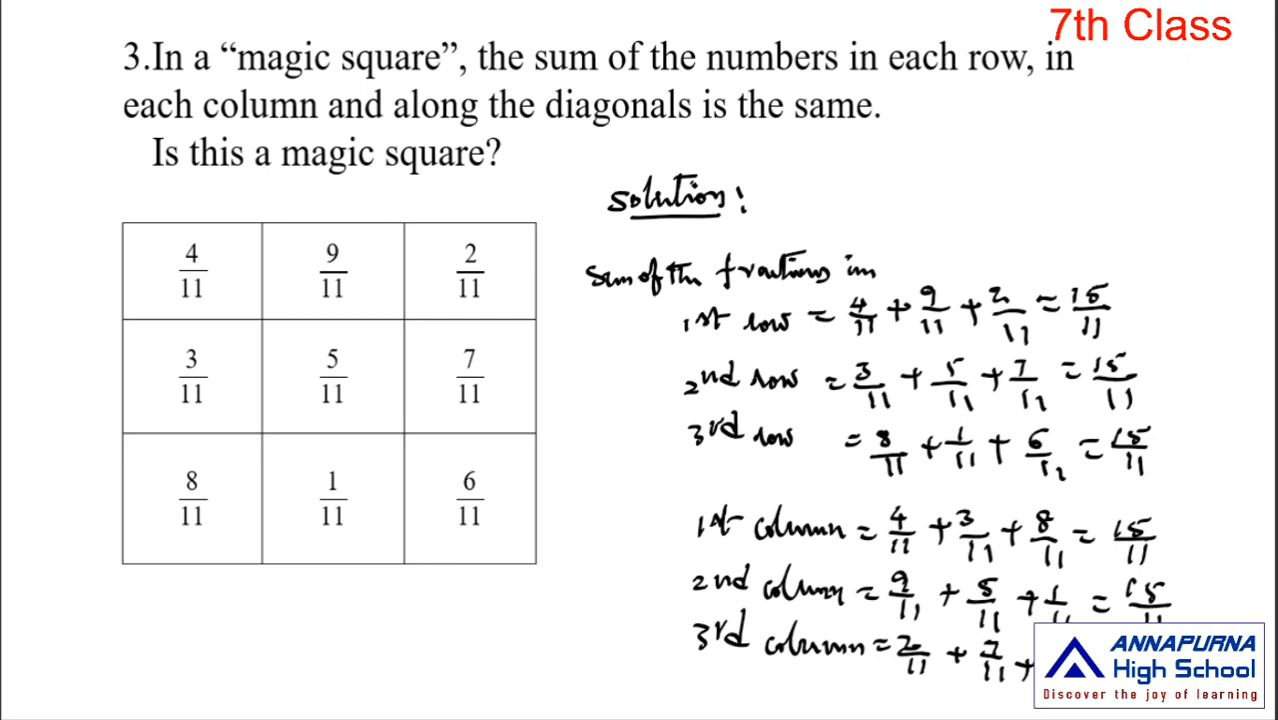 7th Class
3.In a “magic square”, the sum of the numbers in each row, in
each column and along the diagonals is the same.
Is this a magic square?
4/11 9/11 2/11
3/11 5/11 7/11
8/11 1/11 6/11
Solution:
Sum of the fractions in
1st row = 4/11 + 9/11 + 2/11 = 15/11
2nd row = 3/11 + 5/11 + 7/11 = 15/11
3rd row = 8/11 + 1/11 + 6/11 = 15/11
1st column = 4/11 + 3/11 + 8/11 = 15/11
2nd column = 9/11 + 5/11 + 1/11 = 15/11
3rd column = 2/11 + 7/11 +
ANNAPURNA
High School
Discover the joy of learning